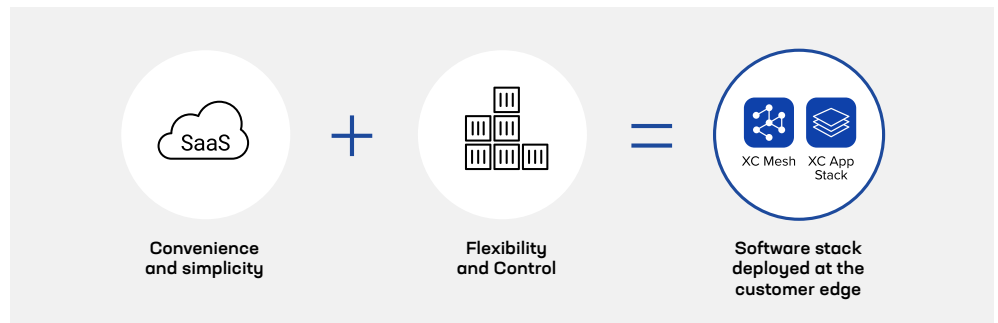 SaaS
XC Mesh
XC App
Stack
Convenience
and simplicity
Flexibility
and Control
Software stack
deployed at the
customer edge